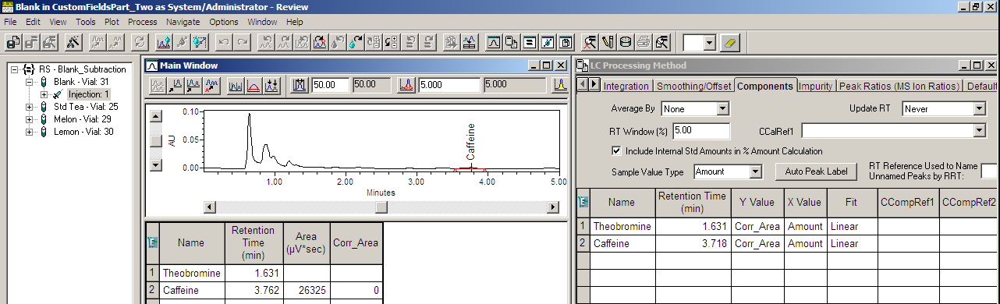 Blank in CustomFieldsPart_Two as System/Administrator - Review
File Edit View Tools Plot Process Navigate Options Window Help
RS - Blank_Subtraction
Blank - Vial: 31
Injection: 1
Std Tea - Vial: 25
Melon - Vial: 29
Lemon - Vial: 30
Main Window
50.00 50.00 5.000 5.000
AU
0.10
0.05
0.00
Caffeine
1.00 2.00 3.00 4.00 5.00
Minutes
Name Retention Time (min) Area (µV*sec) Corr_Area
1 Theobromine 1.631
2 Caffeine 3.762 26325 0
LC Processing Method
Integration Smoothing/Offset Components Impurity Peak Ratios (MS Ion Ratios) Default
Average By None Update RT Never
RT Window (%) 5.00 CCalRef1
Include Internal Std Amounts in % Amount Calculation
Sample Value Type Amount Auto Peak Label RT Reference Used to Name Unnamed Peaks by RRT:
Name Retention Time (min) Y Value X Value Fit CCompRef1 CCompRef2
1 Theobromine 1.631 Corr_Area Amount Linear
2 Caffeine 3.718 Corr_Area Amount Linear